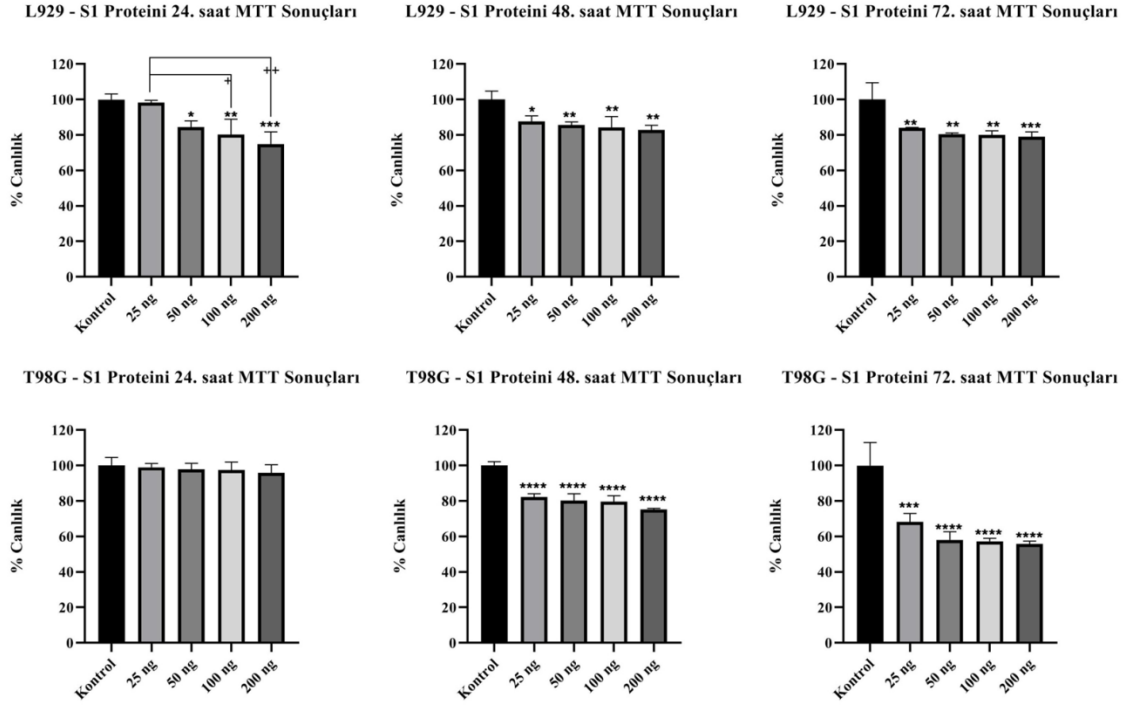 L929 - S1 Proteini 24. saat MTT Sonuçları
% Canlılık
120
100
80
60
40
20
0
+
++
*
**
***
Kontrol
25 ng
50 ng
100 ng
200 ng
L929 - S1 Proteini 48. saat MTT Sonuçları
% Canlılık
120
100
80
60
40
20
0
*
**
**
**
Kontrol
25 ng
50 ng
100 ng
200 ng
L929 - S1 Proteini 72. saat MTT Sonuçları
% Canlılık
120
100
80
60
40
20
0
**
**
**
***
Kontrol
25 ng
50 ng
100 ng
200 ng
T98G - S1 Proteini 24. saat MTT Sonuçları
% Canlılık
120
100
80
60
40
20
0
Kontrol
25 ng
50 ng
100 ng
200 ng
T98G - S1 Proteini 48. saat MTT Sonuçları
% Canlılık
120
100
80
60
40
20
0
****
****
****
****
Kontrol
25 ng
50 ng
100 ng
200 ng
T98G - S1 Proteini 72. saat MTT Sonuçları
% Canlılık
120
100
80
60
40
20
0
***
****
****
****
Kontrol
25 ng
50 ng
100 ng
200 ng